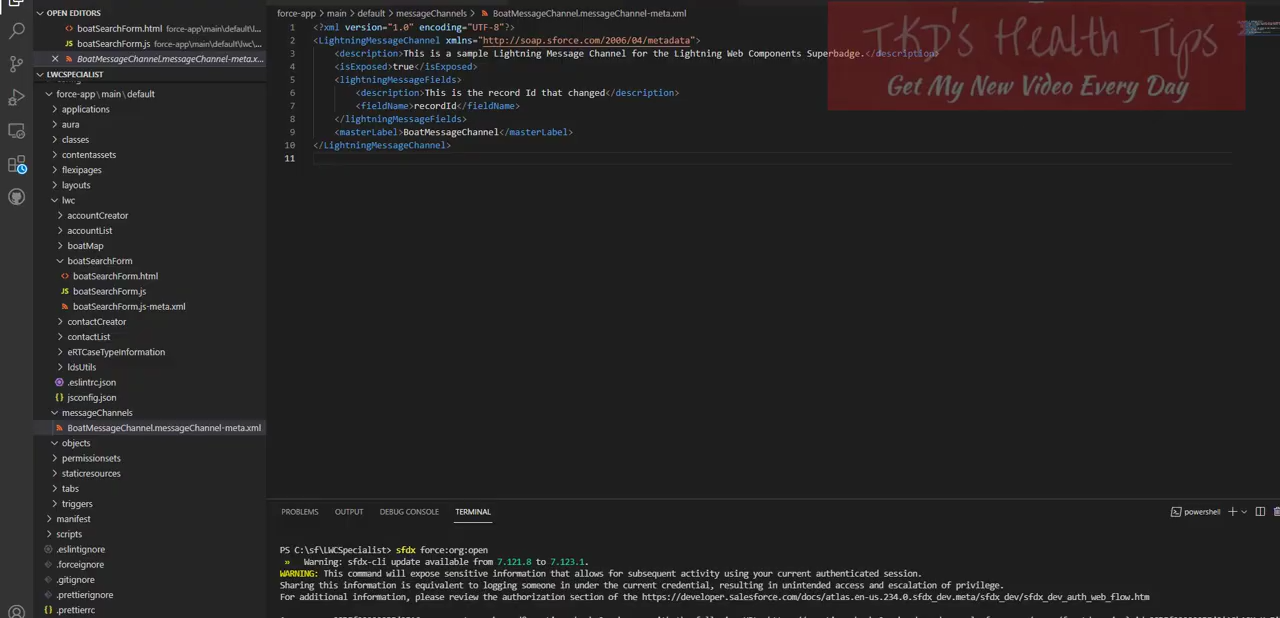 OPEN EDITORS
boatSearchForm.html force-app\main\default\l...
boatSearchForm.js force-app\main\default\lwc\...
BoatMessageChannel.messageChannel-meta.x...
LWCSPECIALIST
force-app\main\default
applications
aura
classes
contentassets
flexipages
layouts
lwc
accountCreator
accountList
boatMap
boatSearchForm
boatSearchForm.html
boatSearchForm.js
boatSearchForm.js-meta.xml
contactCreator
contactList
eRTCaseTypeInformation
ldsUtils
.eslintrc.json
jsconfig.json
messageChannels
BoatMessageChannel.messageChannel-meta.xml
objects
permissionsets
staticresources
tabs
triggers
manifest
scripts
.eslintignore
.forceignore
.gitignore
.prettierignore
.prettierrc
force-app > main > default > messageChannels > BoatMessageChannel.messageChannel-meta.xml
1 <?xml version="1.0" encoding="UTF-8"?>
2 <LightningMessageChannel xmlns="http://soap.sforce.com/2006/04/metadata">
3 <description>This is a sample Lightning Message Channel for the Lightning Web Components Superbadge.</description>
4 <isExposed>true</isExposed>
5 <lightningMessageFields>
6 <description>This is the record Id that changed</description>
7 <fieldName>recordId</fieldName>
8 </lightningMessageFields>
9 <masterLabel>BoatMessageChannel</masterLabel>
10 </LightningMessageChannel>
11
TKD's Health Tips
Get My New Video Every Day
PROBLEMS OUTPUT DEBUG CONSOLE TERMINAL
powershell
PS C:\sf\LWCSpecialist> sfdx force:org:open
» Warning: sfdx-cli update available from 7.121.8 to 7.123.1.
WARNING: This command will expose sensitive information that allows for subsequent activity using your current authenticated session.
Sharing this information is equivalent to logging someone in under the current credential, resulting in unintended access and escalation of privilege.
For additional information, please review the authorization section of the https://developer.salesforce.com/docs/atlas.en-us.234.0.sfdx_dev.meta/sfdx_dev/sfdx_dev_auth_web_flow.htm